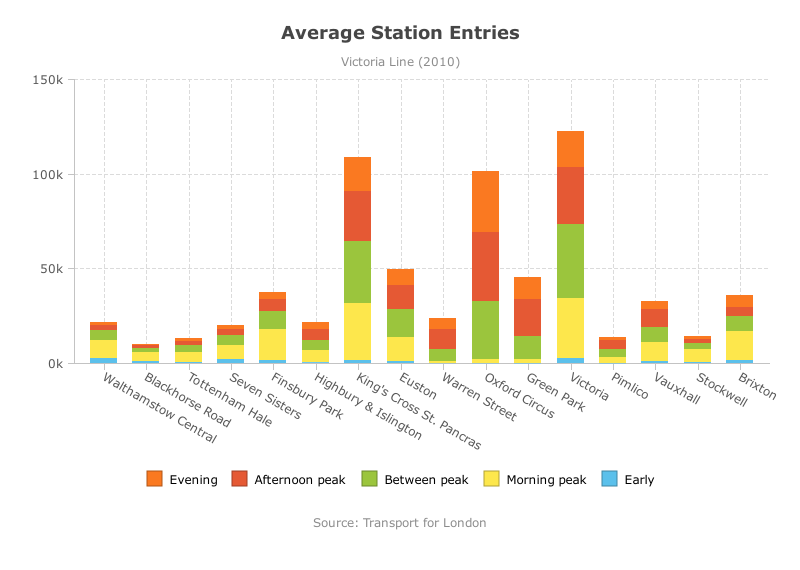 Average Station Entries
Victoria Line (2010)
150k
100k
50k
0k
Walthamstow Central
Blackhorse Road
Tottenham Hale
Seven Sisters
Finsbury Park
Highbury & Islington
King's Cross St. Pancras
Euston
Warren Street
Oxford Circus
Green Park
Victoria
Pimlico
Vauxhall
Stockwell
Brixton
Evening
Afternoon peak
Between peak
Morning peak
Early
Source: Transport for London